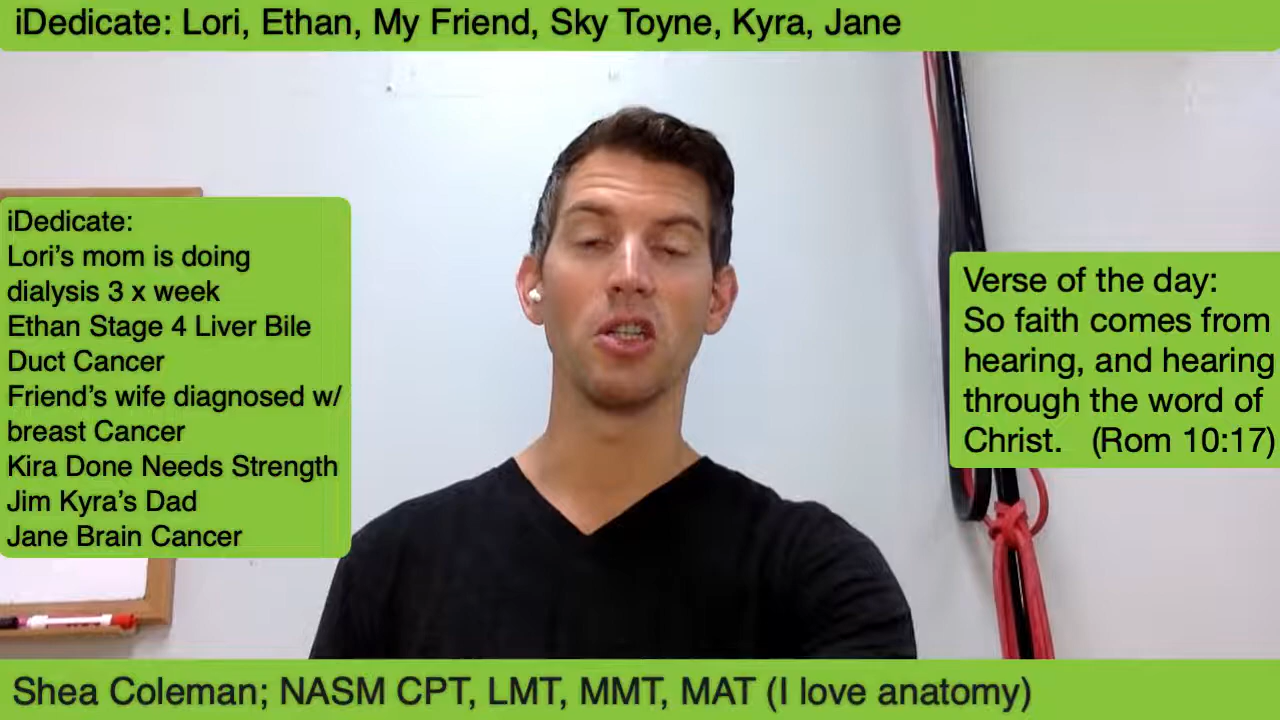 iDedicate: Lori, Ethan, My Friend, Sky Toyne, Kyra, Jane
iDedicate:
Lori’s mom is doing
dialysis 3 x week
Ethan Stage 4 Liver Bile
Duct Cancer
Friend’s wife diagnosed w/
breast Cancer
Kira Done Needs Strength
Jim Kyra’s Dad
Jane Brain Cancer
Verse of the day:
So faith comes from
hearing, and hearing
through the word of
Christ. (Rom 10:17)
Shea Coleman; NASM CPT, LMT, MMT, MAT (I love anatomy)